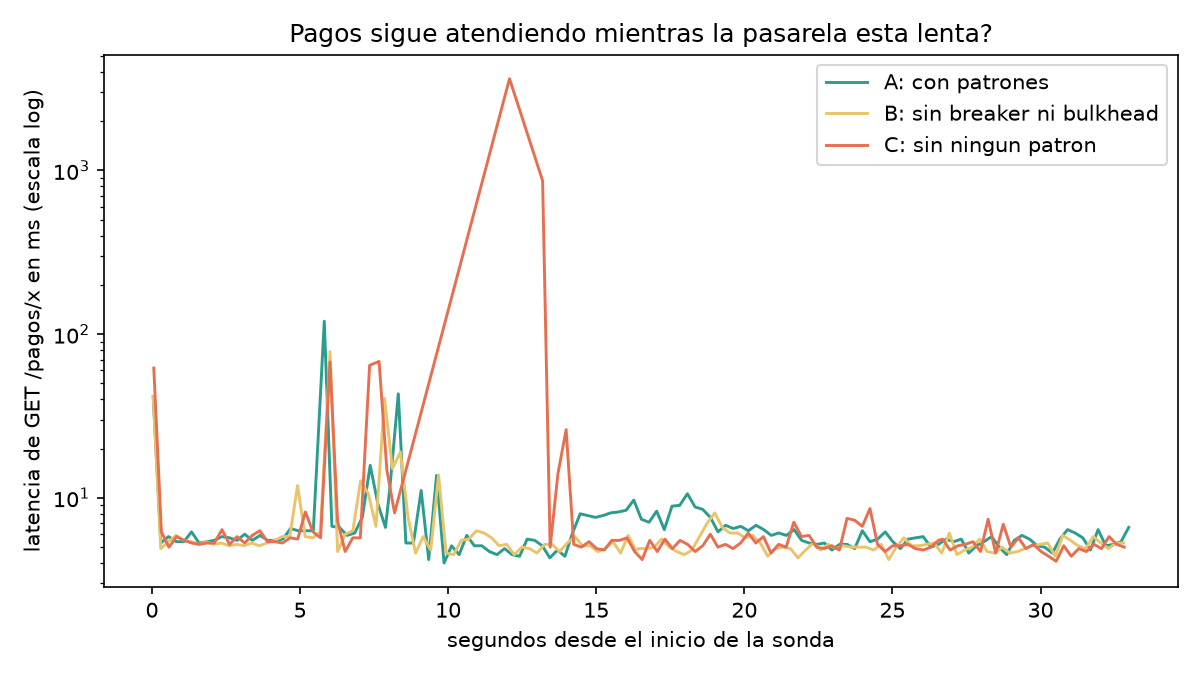 Pagos sigue atendiendo mientras la pasarela esta lenta?
A: con patrones
B: sin breaker ni bulkhead
C: sin ningun patron
latencia de GET /pagos/x en ms (escala log)
10³
10²
10¹
0 5 10 15 20 25 30
segundos desde el inicio de la sonda